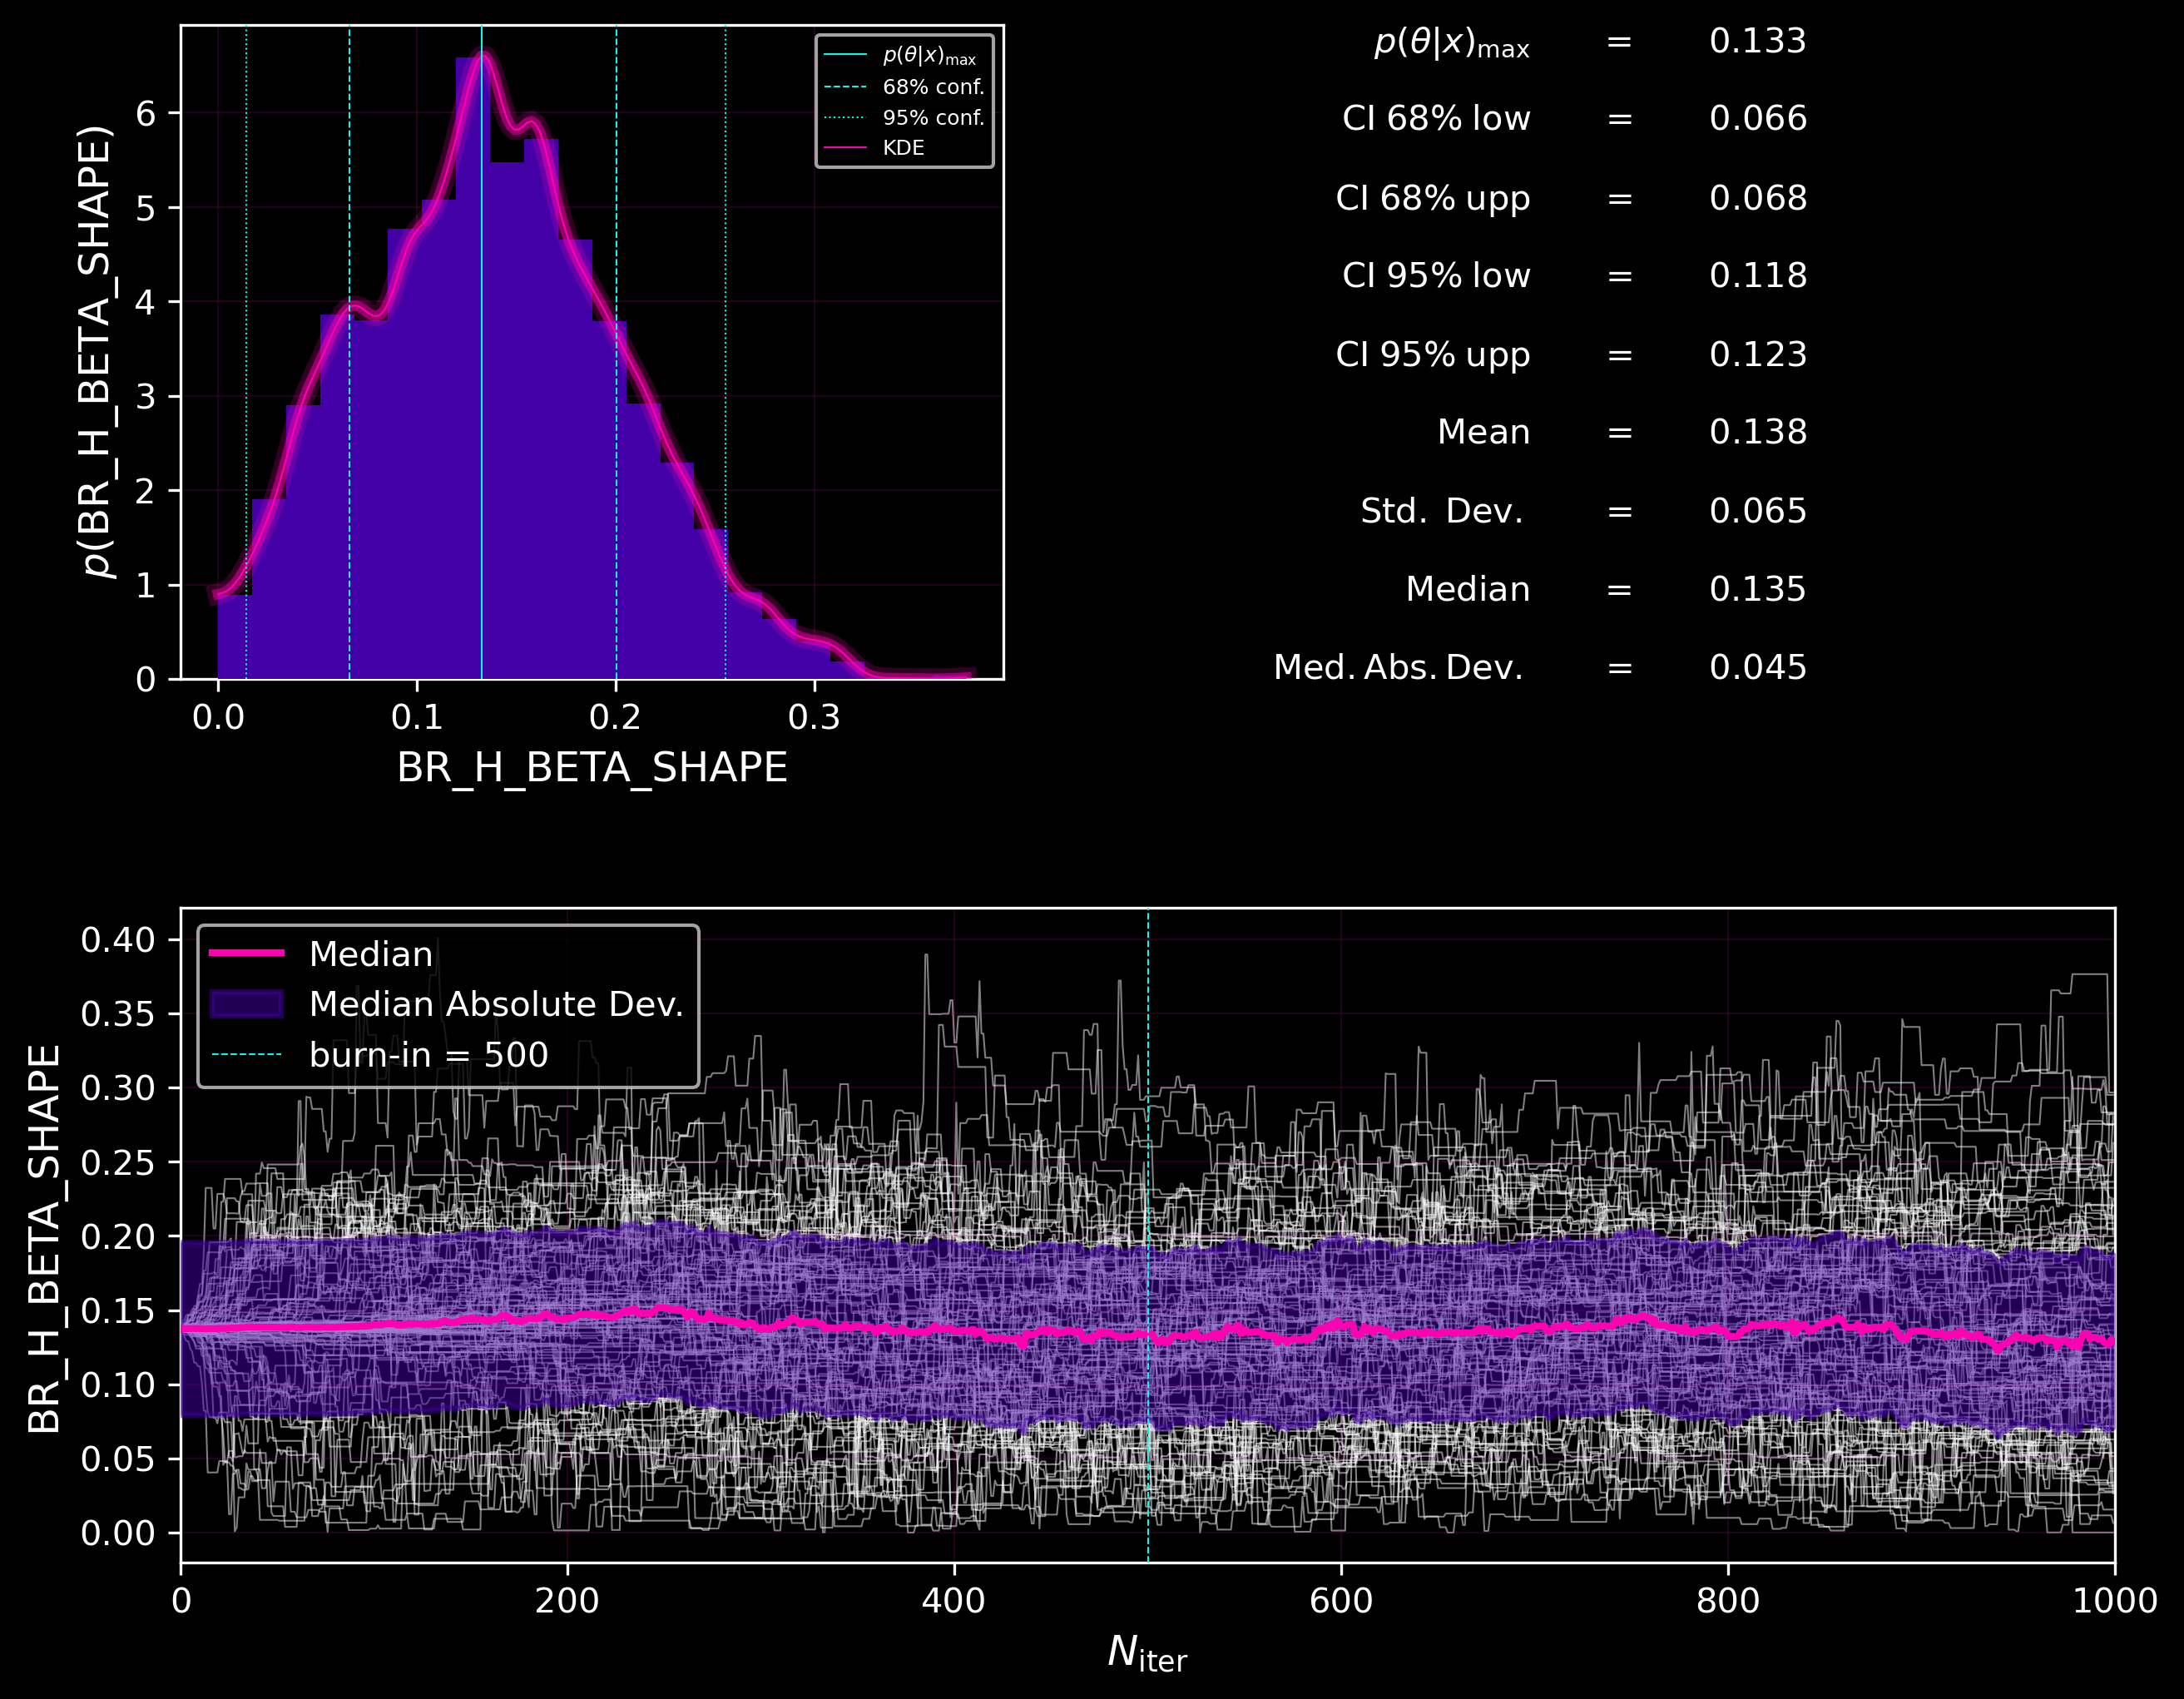 p(BR_H_BETA_SHAPE)
6
5
4
3
2
1
0
0.0 0.1 0.2 0.3
BR_H_BETA_SHAPE
p(θ|x)max
68% conf.
95% conf.
KDE
p(θ|x)max = 0.133
CI 68% low = 0.066
CI 68% upp = 0.068
CI 95% low = 0.118
CI 95% upp = 0.123
Mean = 0.138
Std. Dev. = 0.065
Median = 0.135
Med. Abs. Dev. = 0.045
BR_H_BETA_SHAPE
0.40
0.35
0.30
0.25
0.20
0.15
0.10
0.05
0.00
Median
Median Absolute Dev.
burn-in = 500
0 200 400 600 800 1000
Niter